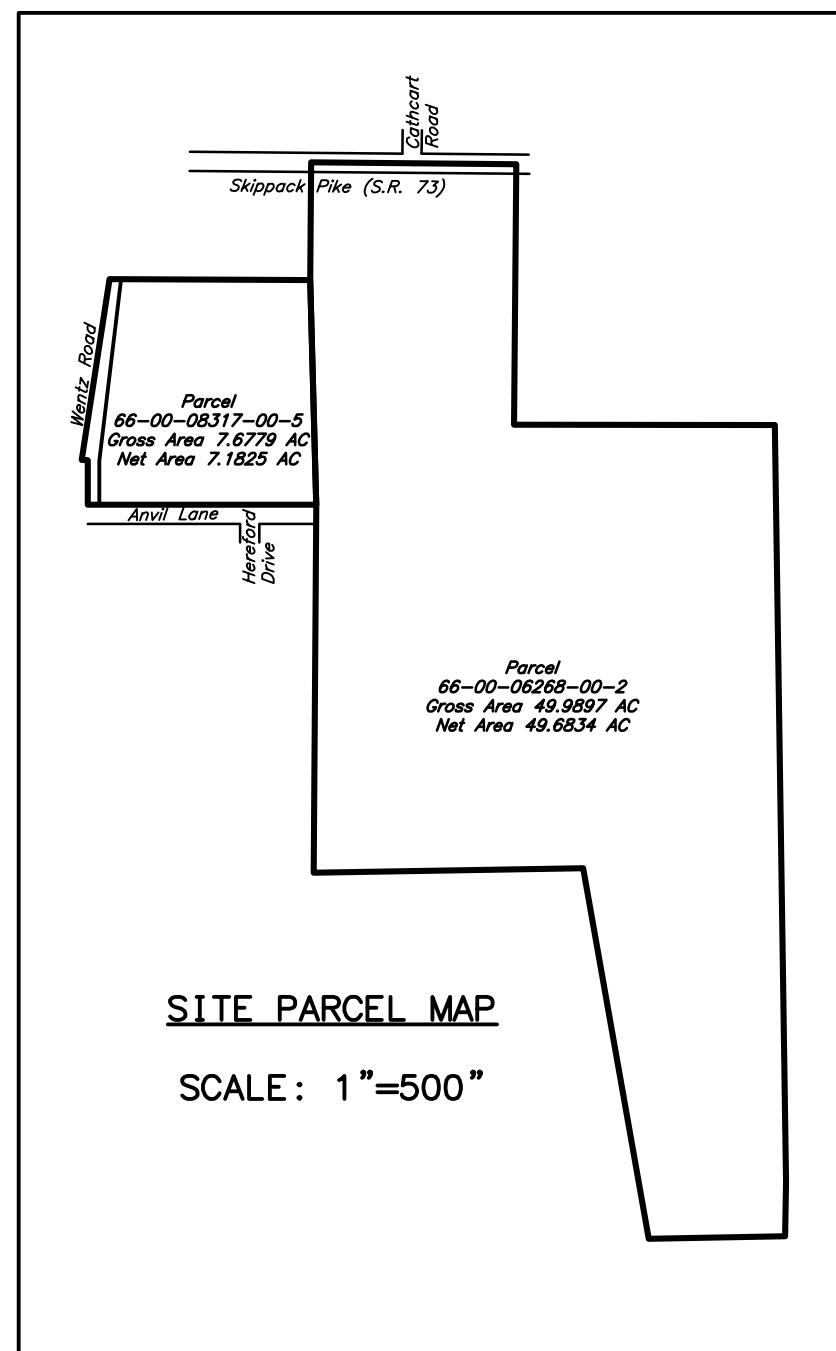 Cathcart
Road
Skippack Pike (S.R. 73)
Wentz Road
Parcel
66-00-08317-00-5
Gross Area 7.6779 AC
Net Area 7.1825 AC
Anvil Lane
Hereford
Drive
Parcel
66-00-06268-00-2
Gross Area 49.9897 AC
Net Area 49.6834 AC
SITE PARCEL MAP
SCALE: 1"=500"